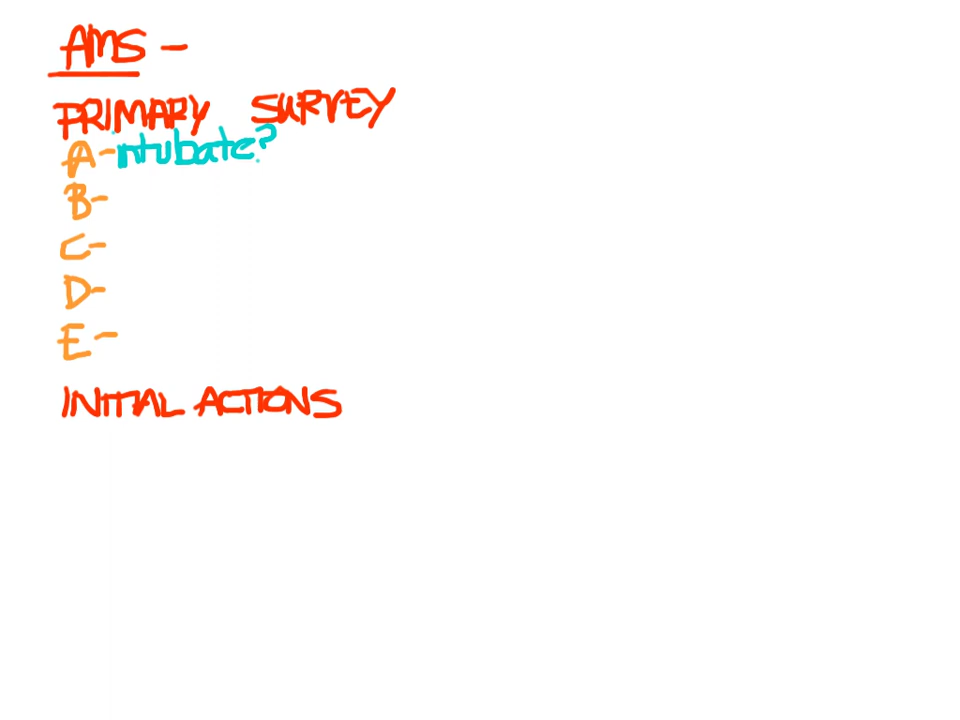 AMS -
PRIMARY SURVEY
A - intubate?
B -
C -
D -
E -
INITIAL ACTIONS